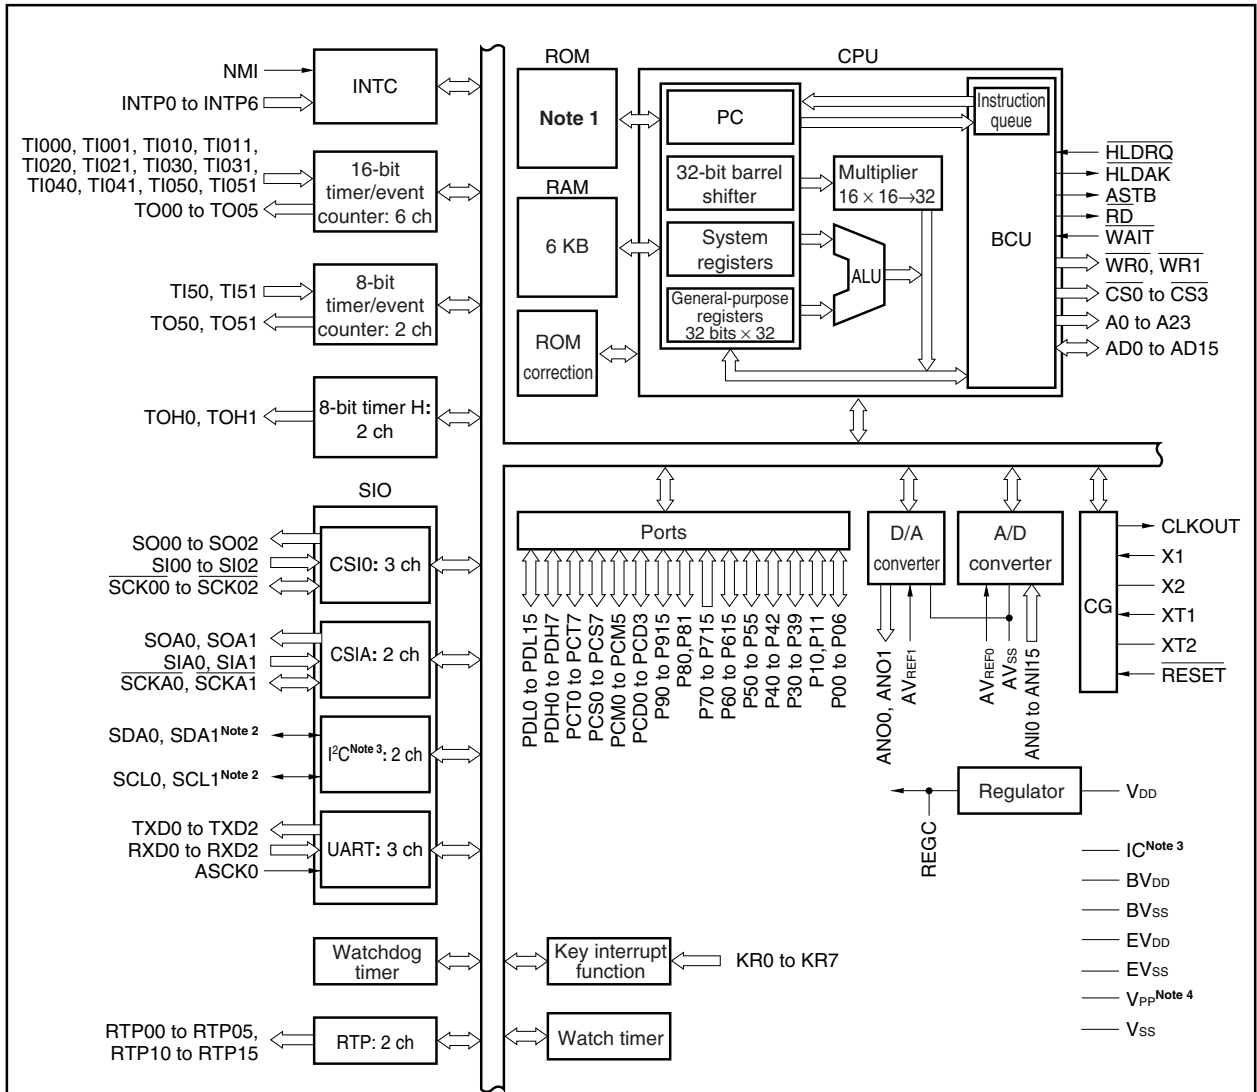 NMI
INTP0 to INTP6
INTC
TI000, TI001, TI010, TI011,
TI020, TI021, TI030, TI031,
TI040, TI041, TI050, TI051
TO00 to TO05
16-bit
timer/event
counter: 6 ch
TI50, TI51
TO50, TO51
8-bit
timer/event
counter: 2 ch
TOH0, TOH1
8-bit timer H:
2 ch
SIO
SO00 to SO02
SI00 to SI02
SCK00 to SCK02
CSI0: 3 ch
SOA0, SOA1
SIA0, SIA1
SCKA0, SCKA1
CSIA: 2 ch
SDA0, SDA1Note 2
SCL0, SCL1Note 2
I²CNote 3: 2 ch
TXD0 to TXD2
RXD0 to RXD2
ASCK0
UART: 3 ch
Watchdog
timer
RTP00 to RTP05,
RTP10 to RTP15
RTP: 2 ch
ROM
Note 1
RAM
6 KB
ROM
correction
CPU
PC
32-bit barrel
shifter
System
registers
General-purpose
registers
32 bits × 32
Multiplier
16 × 16→32
ALU
Instruction
queue
BCU
HLDRQ
HLDAK
ASTB
RD
WAIT
WR0, WR1
CS0 to CS3
A0 to A23
AD0 to AD15
Ports
PDL0 to PDL15
PDH0 to PDH7
PCT0 to PCT7
PCS0 to PCS7
PCM0 to PCM5
PCD0 to PCD3
P90 to P915
P80,P81
P70 to P715
P60 to P615
P50 to P55
P40 to P42
P30 to P39
P10,P11
P00 to P06
D/A
converter
ANO0, ANO1
AVREF1
A/D
converter
AVREF0
AVSS
ANI0 to ANI15
CG
CLKOUT
X1
X2
XT1
XT2
RESET
Regulator
VDD
REGC
ICNote 3
BVDD
BVSS
EVDD
EVSS
VPPNote 4
VSS
Key interrupt
function
KR0 to KR7
Watch timer